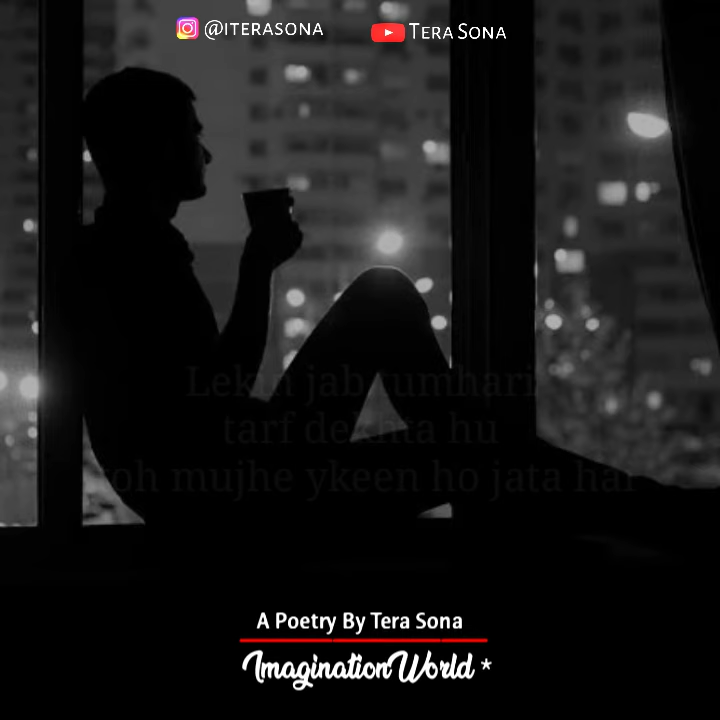 @ITERASONA
TERA SONA
Lekin jab tumhari
tarf dekhta hu
toh mujhe ykeen ho jata hai
A Poetry By Tera Sona
Imagination World *